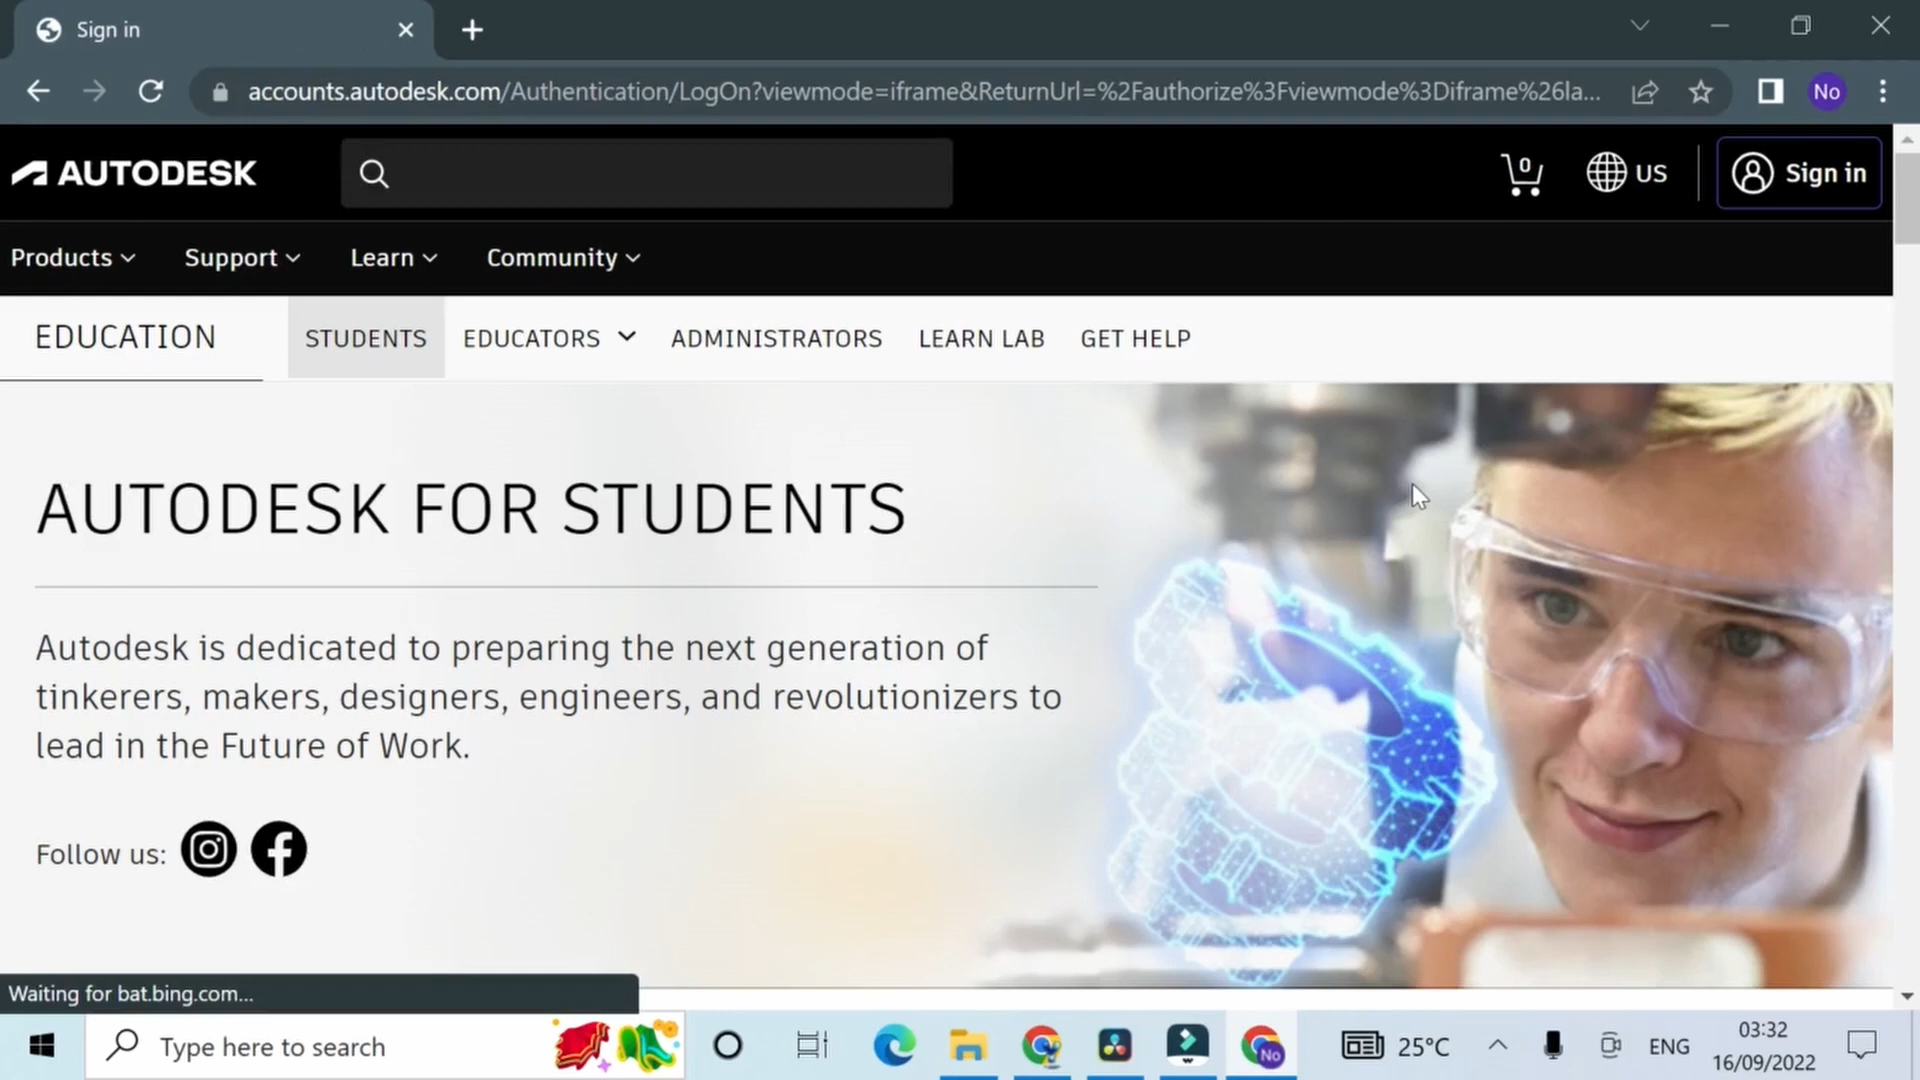 Sign in
accounts.autodesk.com/Authentication/LogOn?viewmode=iframe&ReturnUrl=%2Fauthorize%3Fviewmode%3Diframe%26la...
No
AUTODESK
0
US
Sign in
Products
Support
Learn
Community
EDUCATION
STUDENTS
EDUCATORS
ADMINISTRATORS
LEARN LAB
GET HELP
AUTODESK FOR STUDENTS
Autodesk is dedicated to preparing the next generation of
tinkerers, makers, designers, engineers, and revolutionizers to
lead in the Future of Work.
Follow us:
Waiting for bat.bing.com...
Type here to search
No
25°C
ENG
03:32
16/09/2022